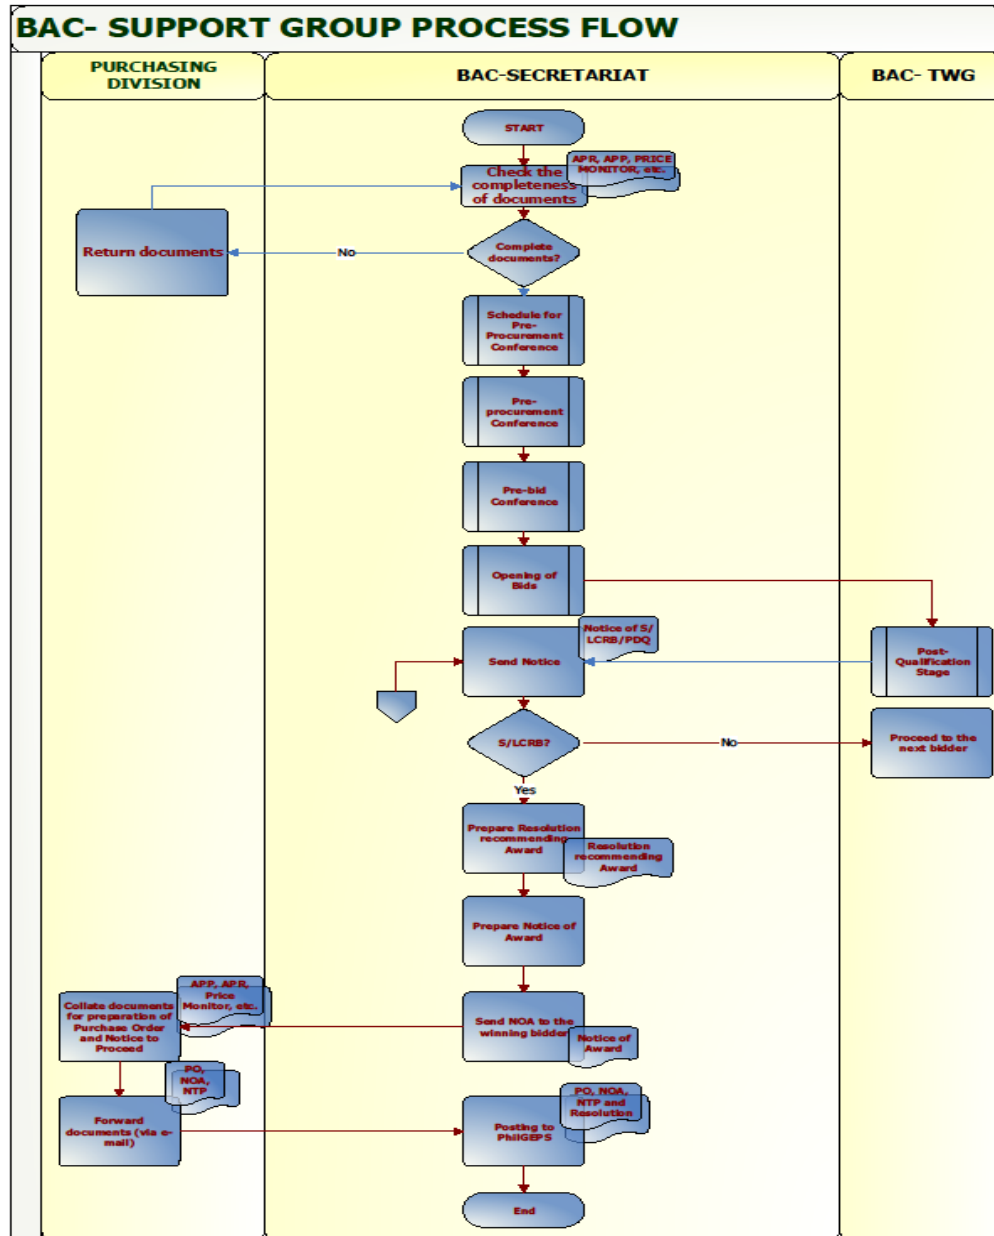 BAC- SUPPORT GROUP PROCESS FLOW
PURCHASING
DIVISION
BAC-SECRETARIAT
BAC- TWG
START
APR, APP, PRICE
MONITOR, etc.
Check the
completeness
of documents
Return documents
No
Complete
documents?
Schedule for
Pre-
Procurement
Conference
Pre-
procurement
Conference
Pre-bid
Conference
Opening of
Bids
Notice of S/
LCRB/PDQ
Send Notice
Post-
Qualification
Stage
S/LCRB?
No
Proceed to the
next bidder
Yes
Prepare Resolution
recommending
Award
Resolution
recommending
Award
Prepare Notice of
Award
APP, APR,
Price
Monitor, etc.
Collate documents
for preparation of
Purchase Order
and Notice to
Proceed
Send NOA to the
winning bidder
Notice of
Award
PO,
NOA,
NTP
Forward
documents (via e-
mail)
PO, NOA,
NTP and
Resolution
Posting to
PhilGEPS
End